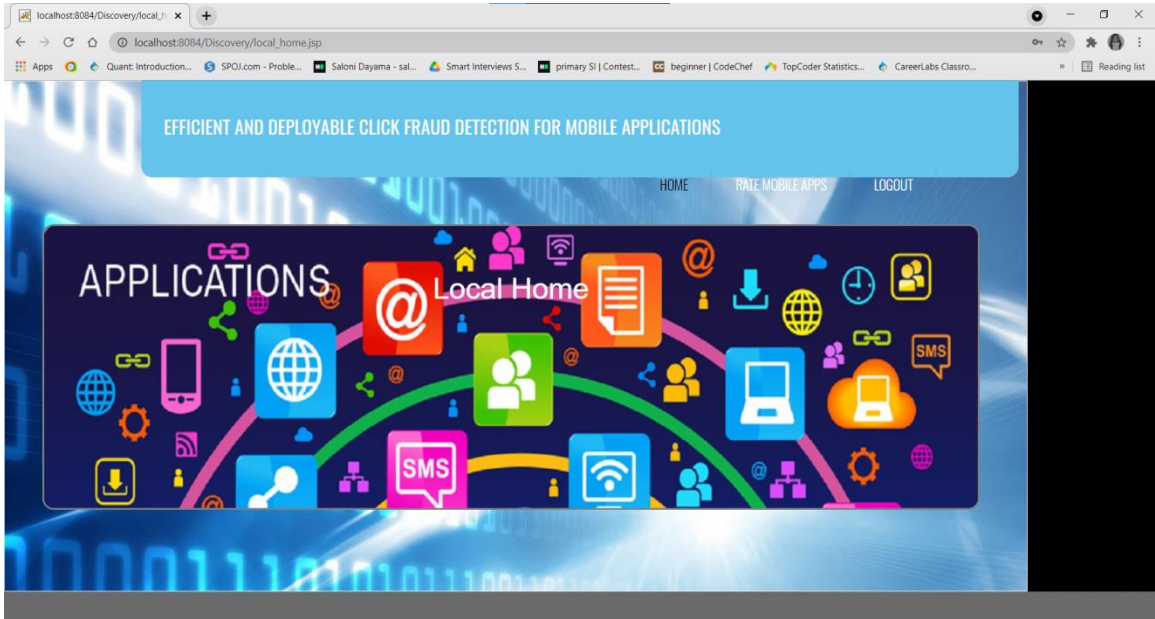 localhost:8084/Discovery/local_h
localhost:8084/Discovery/local_home.jsp
Apps
Quant: Introduction...
SPOJ.com - Proble...
Saloni Dayama - sal...
Smart Interviews S...
primary SI | Contest...
beginner | CodeChef
TopCoder Statistics...
CareerLabs Classro...
»
Reading list
EFFICIENT AND DEPLOYABLE CLICK FRAUD DETECTION FOR MOBILE APPLICATIONS
HOME
RATE MOBILE APPS
LOGOUT
APPLICATIONS
Local Home
SMS
SMS